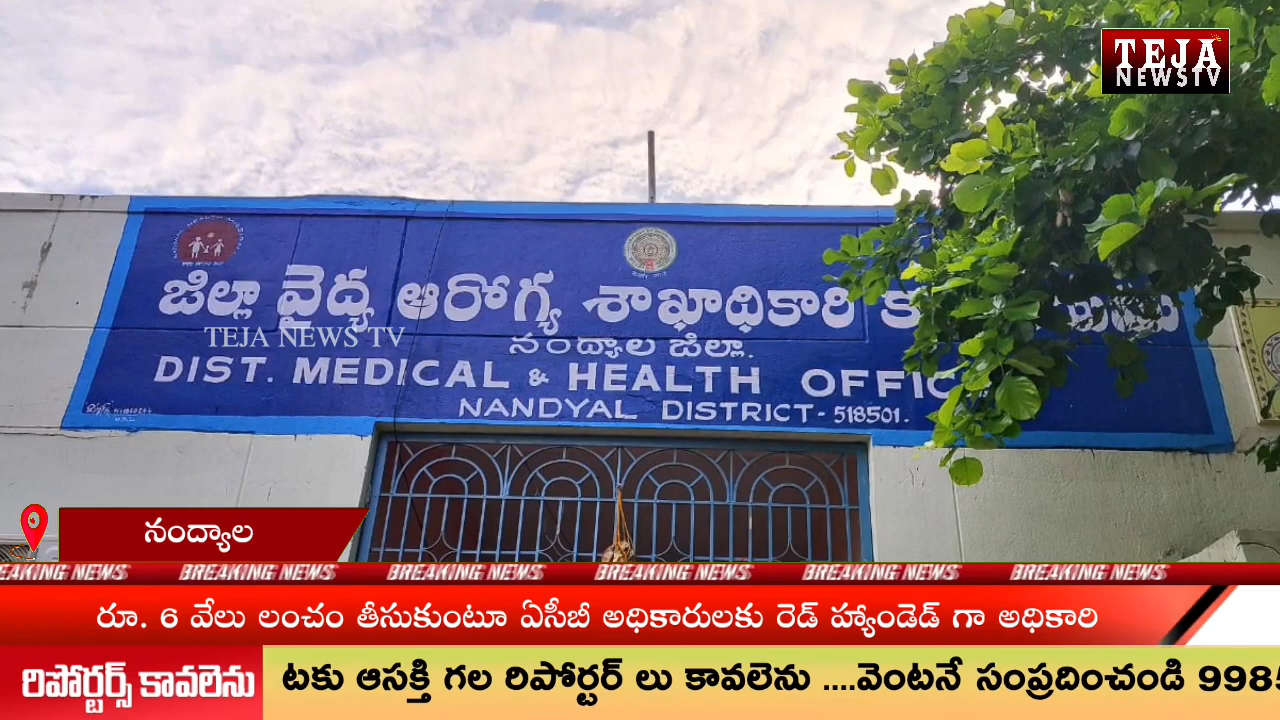 TEJA
NEWS TV
జిల్లా వైద్య ఆరోగ్య శాఖాధికారి
TEJA NEWS TV
నంద్యాల జిల్లా.
DIST. MEDICAL & HEALTH
NANDYAL DISTRICT - 518501.
నంద్యాల
BREAKING NEWS BREAKING NEWS BREAKING NEWS BREAKING NEWS BREAKING NEWS BREAKING NEWS
రూ. 6 వేలు లంచం తీసుకుంటూ ఏసీబీ అధికారులకు రెడ్ హ్యాండెడ్ గా అధికారి
రిపోర్టర్స్ కావలెను
టకు ఆసక్తి గల రిపోర్టర్ లు కావలెను ....వెంటనే సంప్రదించండి 9985